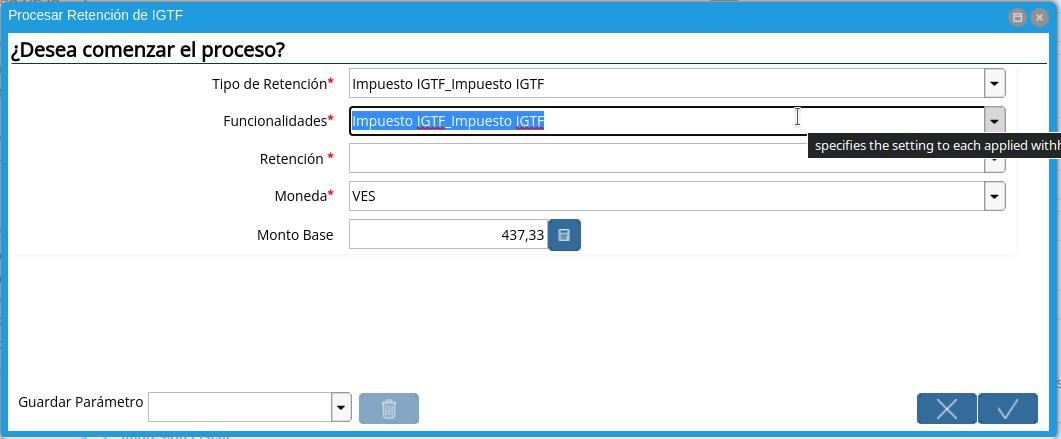 Procesar Retención de IGTF
¿Desea comenzar el proceso?
Tipo de Retención* Impuesto IGTF_Impuesto IGTF
Funcionalidades* Impuesto IGTF_Impuesto IGTF
specifies the setting to each applied
Retención *
Moneda* VES
Monto Base 437,33
Guardar Parámetro